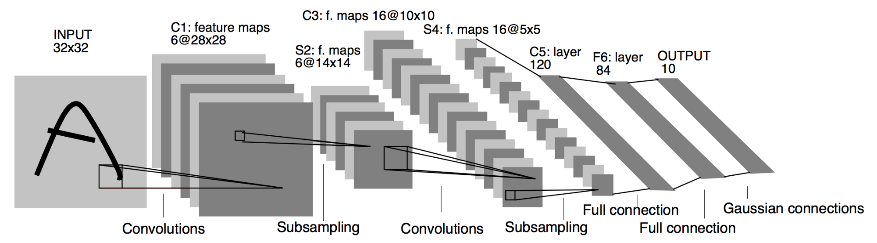 INPUT
32x32
C1: feature maps
6@28x28
S2: f. maps
6@14x14
C3: f. maps 16@10x10
S4: f. maps 16@5x5
C5: layer
120
F6: layer
84
OUTPUT
10
Convolutions
Subsampling
Convolutions
Subsampling
Full connection
Full connection
Gaussian connections